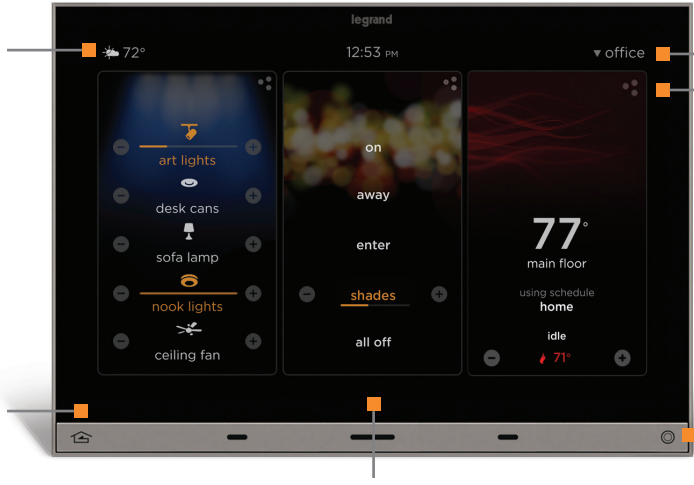 legrand
72°
12:53 PM
▾ office
art lights
desk cans
sofa lamp
nook lights
ceiling fan
on
away
enter
shades
all off
77°
main floor
using schedule
home
idle
71°